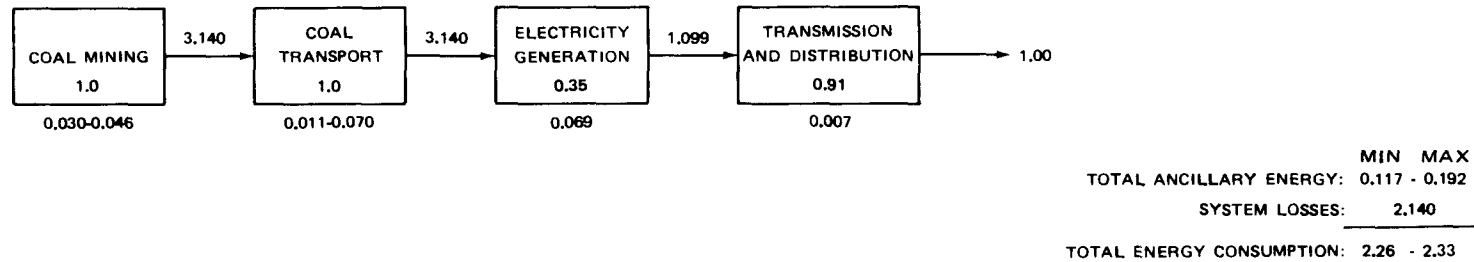 COAL MINING
1.0
0.030-0.046
3.140
COAL
TRANSPORT
1.0
0.011-0.070
3.140
ELECTRICITY
GENERATION
0.35
0.069
1.099
TRANSMISSION
AND DISTRIBUTION
0.91
0.007
1.00
MIN MAX
TOTAL ANCILLARY ENERGY: 0.117 - 0.192
SYSTEM LOSSES: 2.140
TOTAL ENERGY CONSUMPTION: 2.26 - 2.33